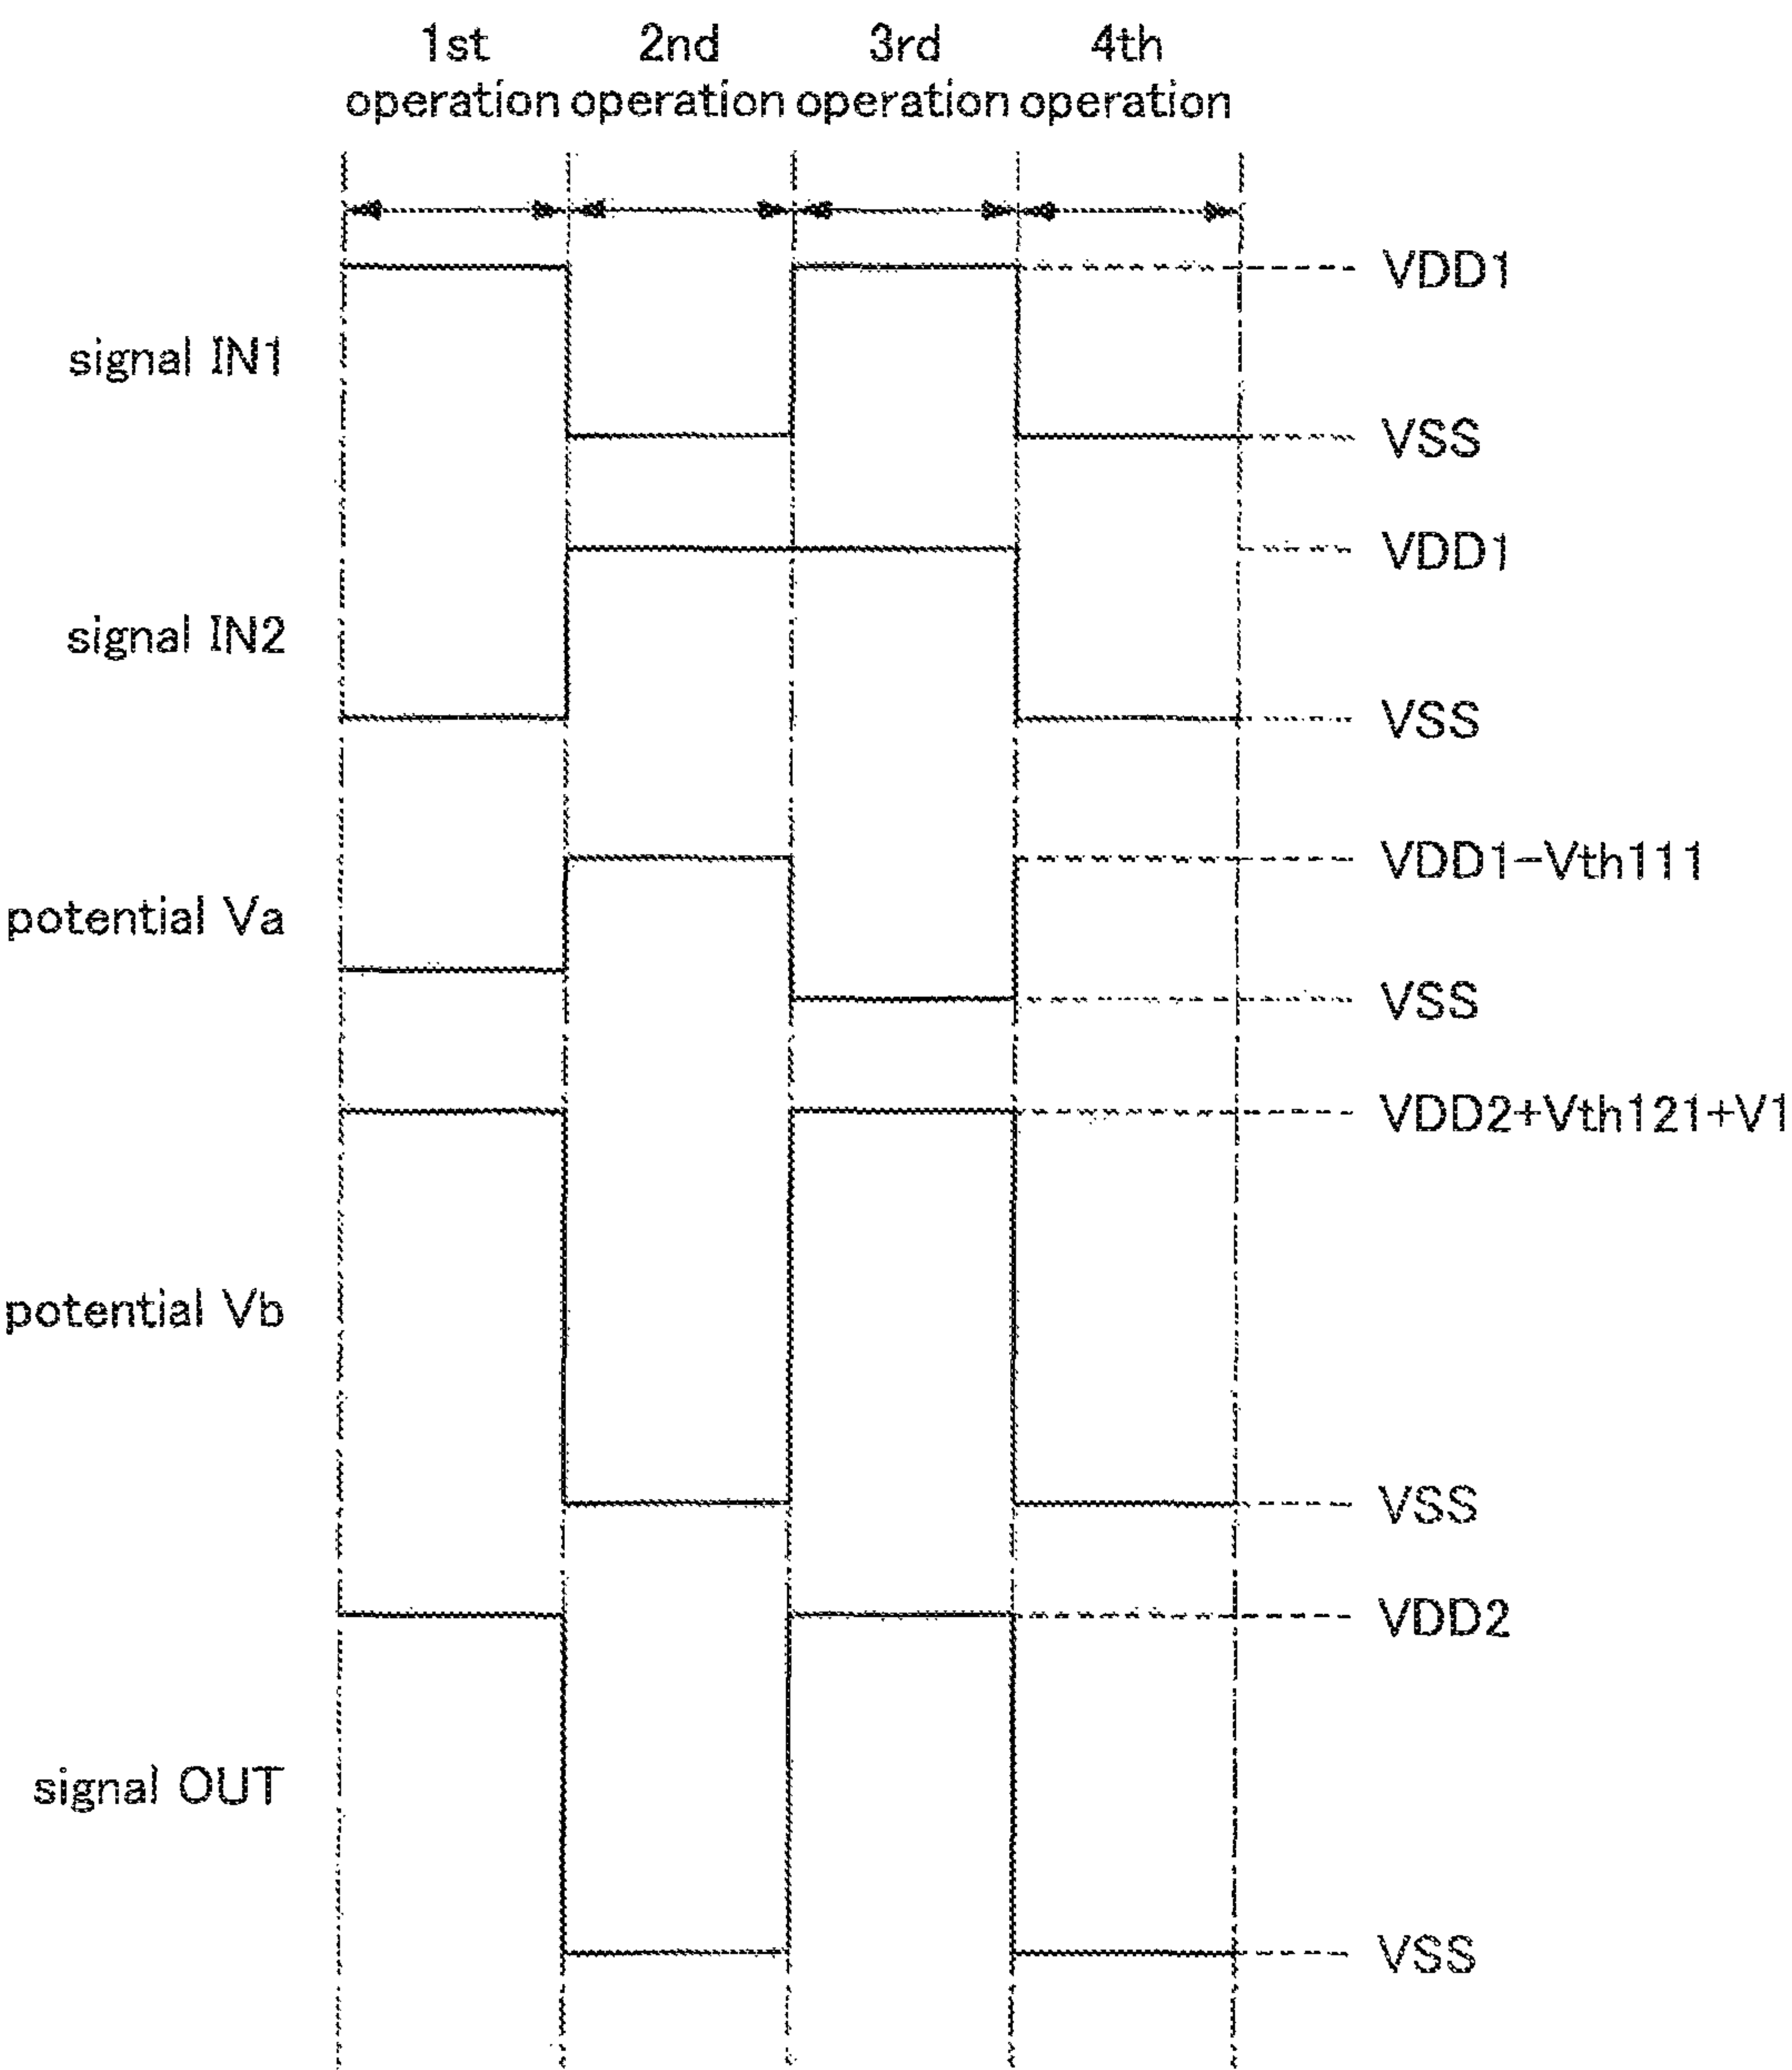 1st 2nd 3rd 4th
operation operation operation operation
VDD1
signal IN1
VSS
VDD1
signal IN2
VSS
VDD1-Vth111
potential Va
VSS
VDD2+Vth121+V1
potential Vb
VSS
VDD2
signal OUT
VSS